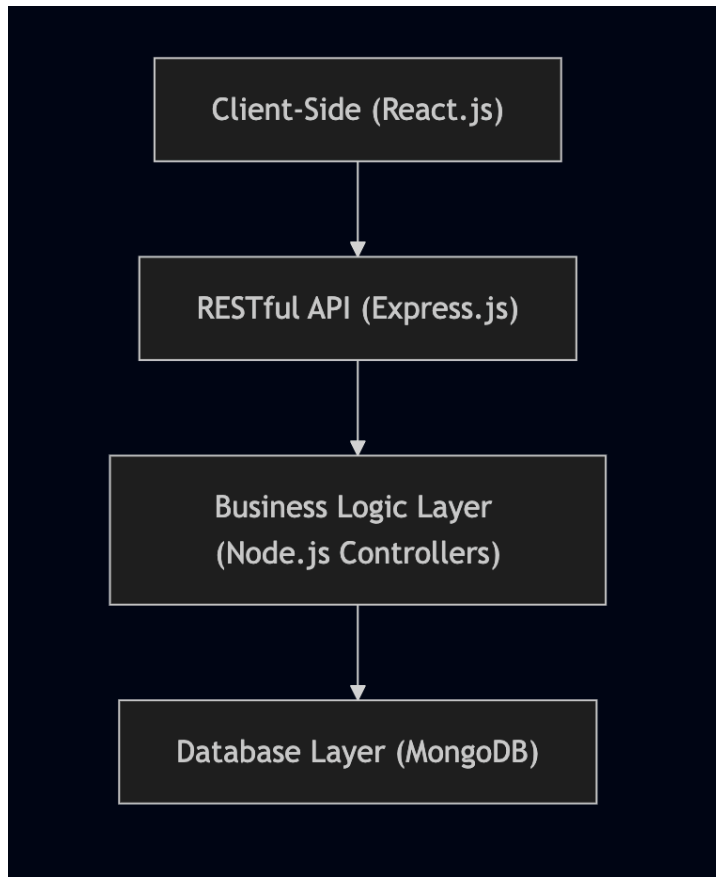 Client-Side (React.js)
RESTful API (Express.js)
Business Logic Layer
(Node.js Controllers)
Database Layer (MongoDB)